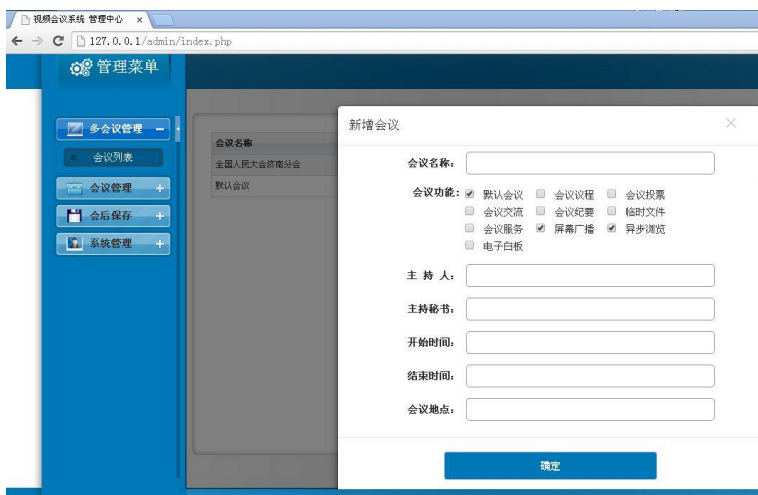 视频会议系统 管理中心
127.0.0.1/admin/index.php
管理菜单
多会议管理
会议列表
会议管理
会后保存
系统管理
会议名称
全国人民大会济南分会
默认会议
新增会议
会议名称:
会议功能: 默认会议 会议议程 会议投票
会议交流 会议纪要 临时文件
会议服务 屏幕广播 异步浏览
电子白板
主 持 人:
主持秘书:
开始时间:
结束时间:
会议地点:
确定